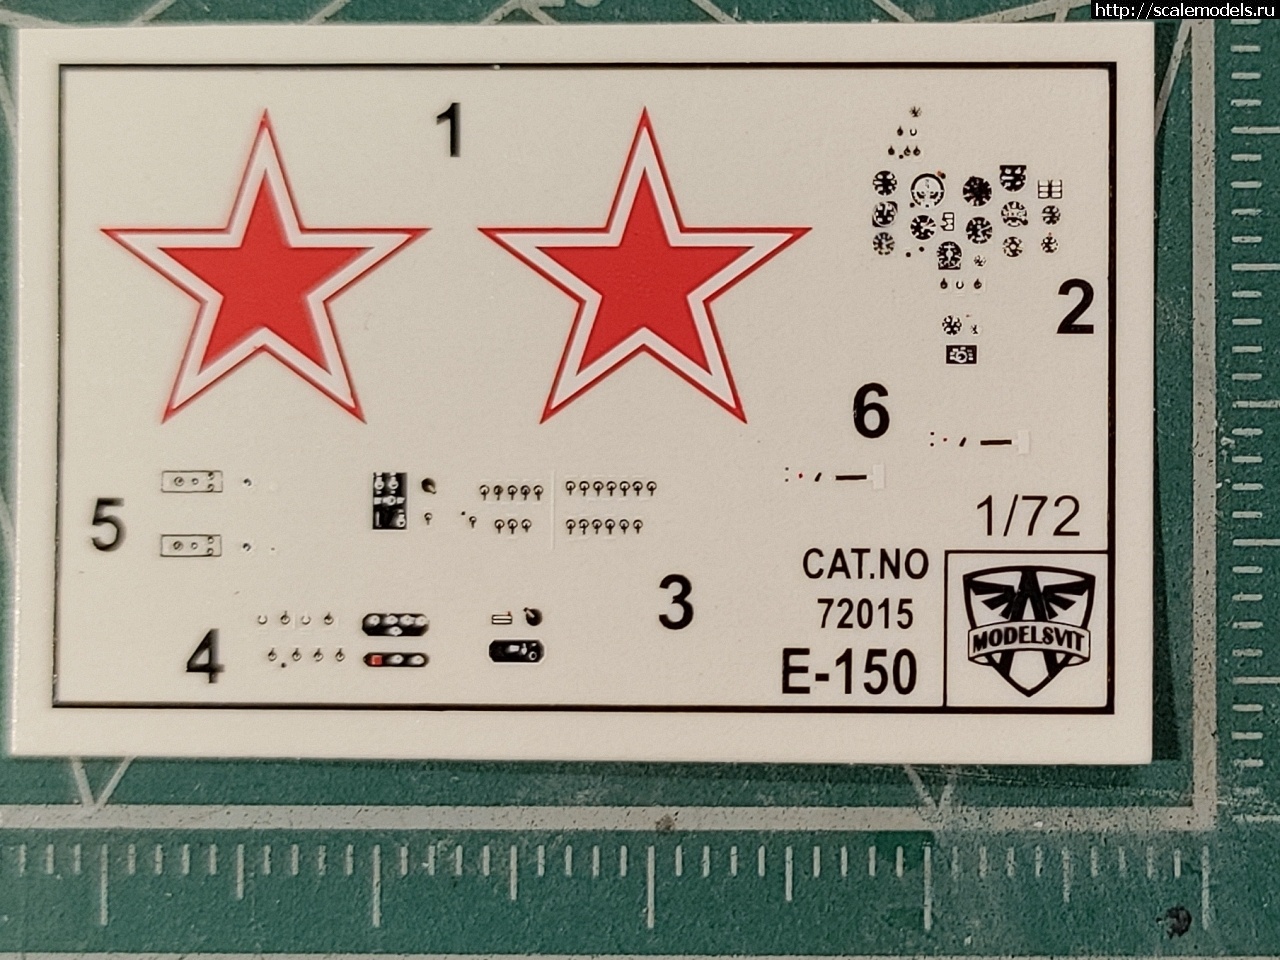 http://scalemodels.ru
1
2
6
5
1/72
CAT.NO
72015
3
4
E-150
MODELSVIT